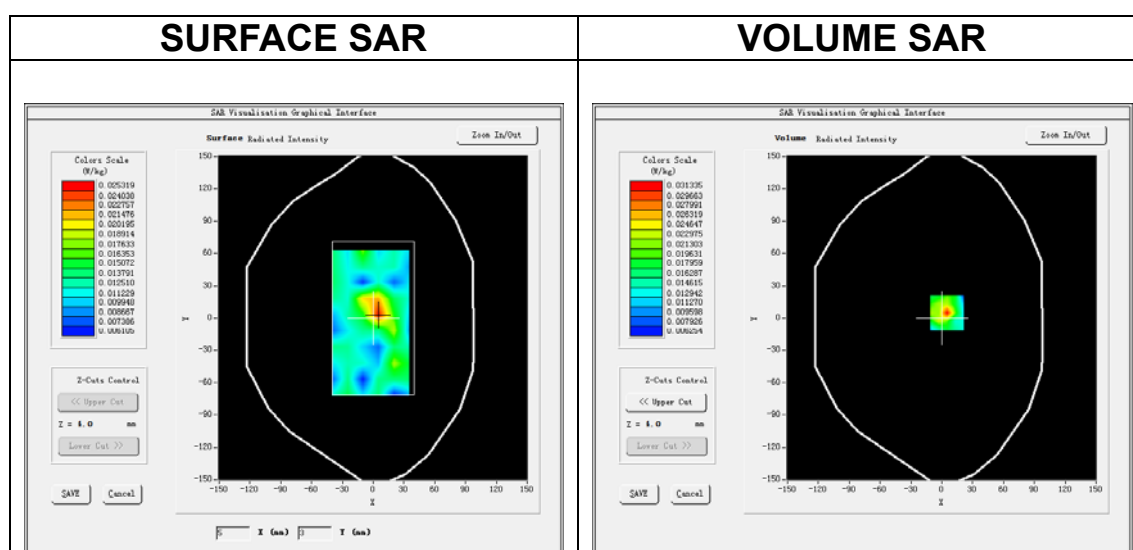 SURFACE SAR
VOLUME SAR
SAR Visualisation Graphical Interface
Surface Radiated Intensity
Zoom In/Out
Colors Scale
(W/kg)
0.025319
0.024038
0.022757
0.021476
0.020195
0.018914
0.017633
0.016353
0.015072
0.013791
0.012510
0.011229
0.009948
0.008667
0.007386
0.006105
150
120
90
60
30
0
-30
-60
-90
-120
-150
Y
-150 -120 -90 -60 -30 0 30 60 90 120 150
X
Z-Cuts Control
<< Upper Cut
Z = 4.0 mm
Lower Cut >>
SAVE Cancel
5 X (mm) 3 Y (mm)
SAR Visualisation Graphical Interface
Volume Radiated Intensity
Zoom In/Out
Colors Scale
(W/kg)
0.031335
0.029663
0.027991
0.026319
0.024647
0.022975
0.021303
0.019631
0.017959
0.016287
0.014615
0.012942
0.011270
0.009598
0.007926
0.006254
150
120
90
60
30
0
-30
-60
-90
-120
-150
Y
-150 -120 -90 -60 -30 0 30 60 90 120 150
X
Z-Cuts Control
<< Upper Cut
Z = 4.0 mm
Lower Cut >>
SAVE Cancel